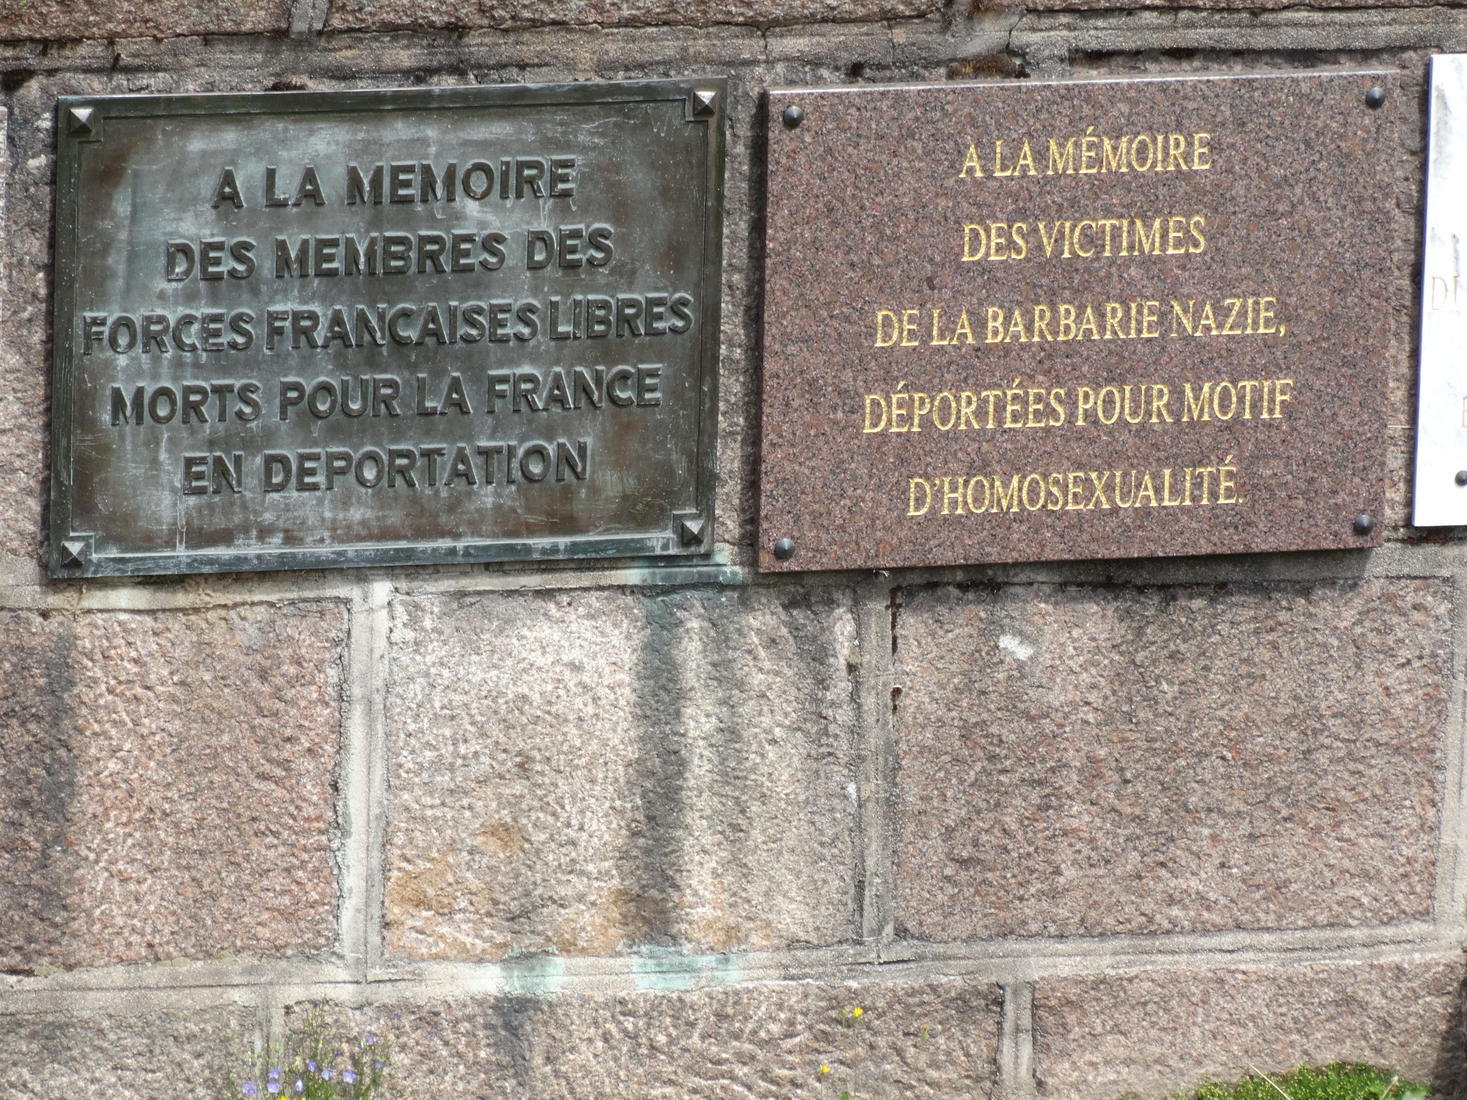 A LA MEMOIRE
DES MEMBRES DES
FORCES FRANÇAISES LIBRES
MORTS POUR LA FRANCE
EN DEPORTATION
A LA MÉMOIRE
DES VICTIMES
DE LA BARBARIE NAZIE,
DÉPORTÉES POUR MOTIF
D'HOMOSEXUALITÉ.